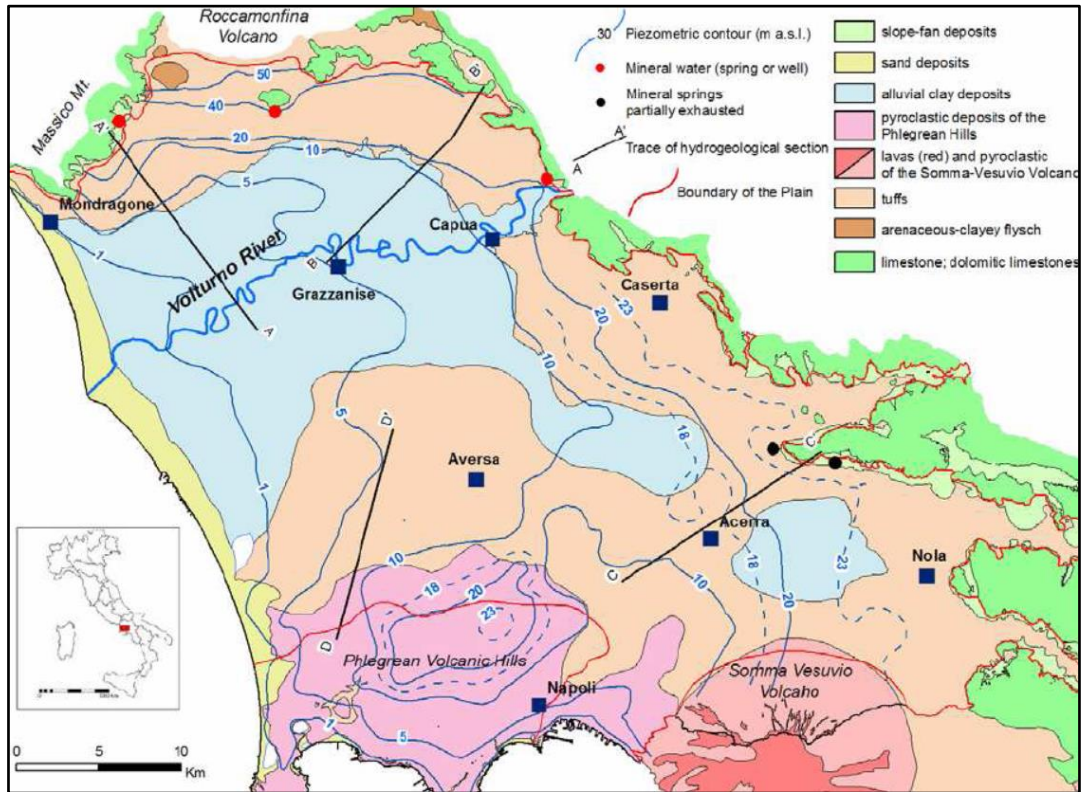 Roccamonfina
Volcano
Massico Mt.
30 Piezometric contour (m a.s.l.)
Mineral water (spring or well)
Mineral springs
partially exhausted
A'
A
Trace of hydrogeological section
Boundary of the Plain
slope-fan deposits
sand deposits
alluvial clay deposits
pyroclastic deposits of the
Phlegrean Hills
lavas (red) and pyroclastic
of the Somma-Vesuvio Volcano
tuffs
arenaceous-clayey flysch
limestone; dolomitic limestones
50
40
20
10
5
1
A'
B'
Mondragone
Capua
Volturno River
B
Grazzanise
A
Caserta
23
20
10
5
18
D'
C'
1
Aversa
Acerra
C
18
23
Nola
10
10
20
18
20
23
D
Phlegrean Volcanic Hills
Somma Vesuvio
Volcano
Napoli
1
5
0 5 10
Km